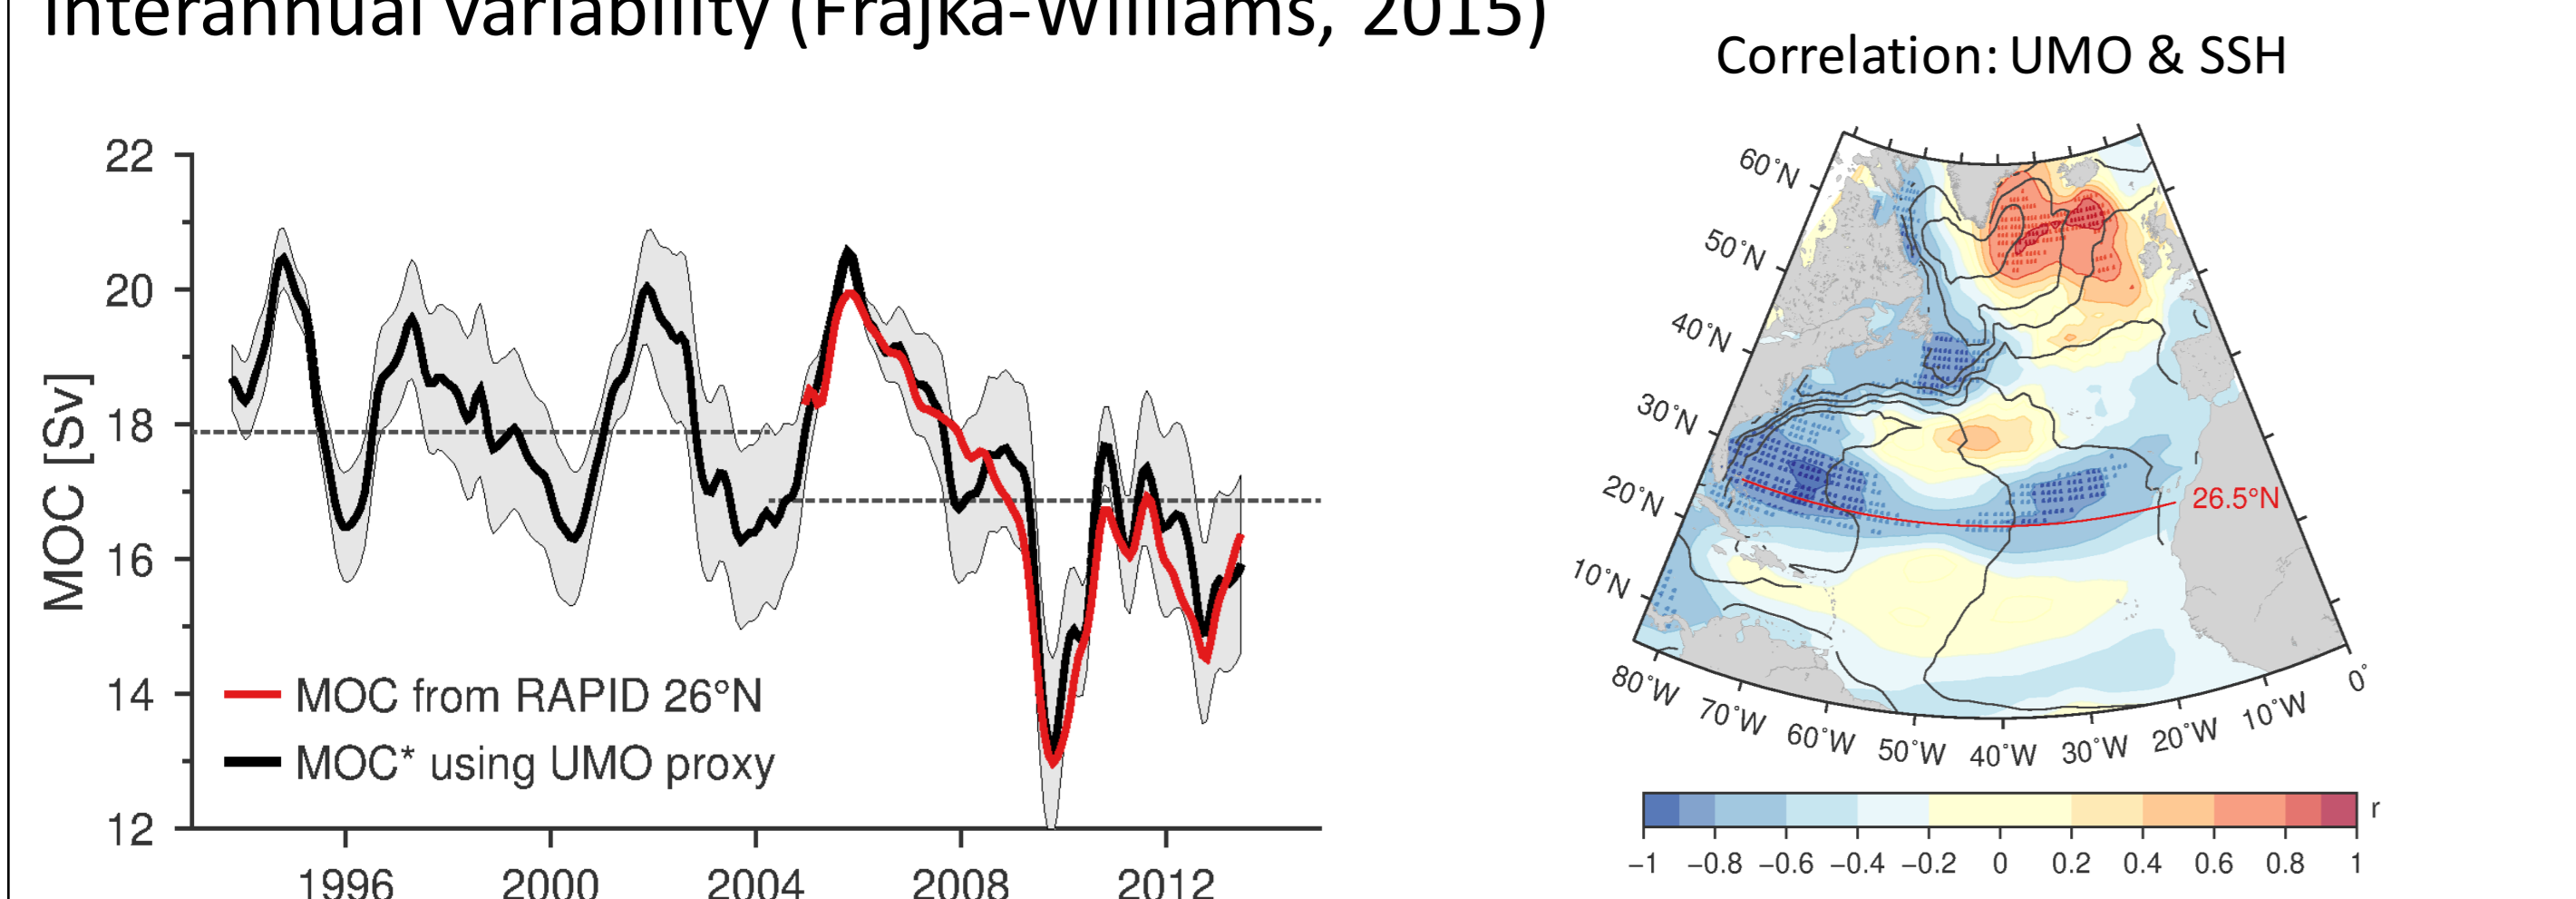 Interannual variability (Frajka-Williams, 2015)
Correlation: UMO & SSH
MOC [Sv]
22
20
18
16
14
12
1996
2000
2004
2008
2012
MOC from RAPID 26°N
MOC* using UMO proxy
60°N
50°N
40°N
30°N
20°N
10°N
26.5°N
80°W
70°W
60°W
50°W
40°W
30°W
20°W
10°W
0°
r
−1 −0.8 −0.6 −0.4 −0.2 0 0.2 0.4 0.6 0.8 1